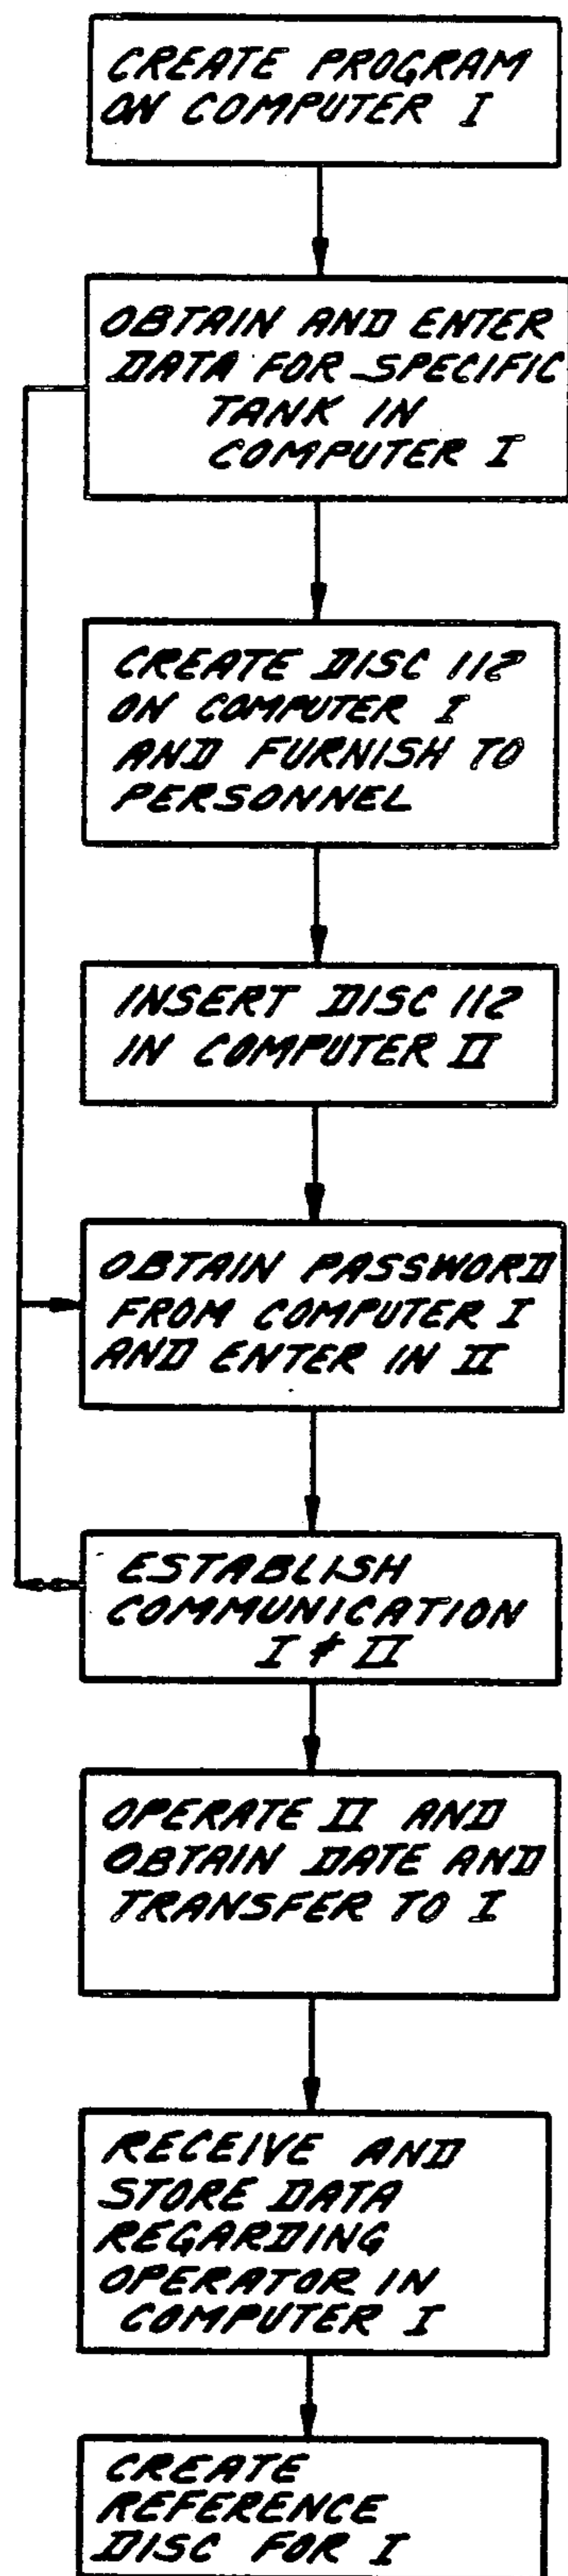 CREATE PROGRAM
ON COMPUTER I
OBTAIN AND ENTER
DATA FOR SPECIFIC
TANK IN
COMPUTER I
CREATE DISC 112
ON COMPUTER I
AND FURNISH TO
PERSONNEL
INSERT DISC 112
IN COMPUTER II
OBTAIN PASSWORD
FROM COMPUTER I
AND ENTER IN II
ESTABLISH
COMMUNICATION
I & II
OPERATE II AND
OBTAIN DATE AND
TRANSFER TO I
RECEIVE AND
STORE DATA
REGARDING
OPERATOR IN
COMPUTER I
CREATE
REFERENCE
DISC FOR I